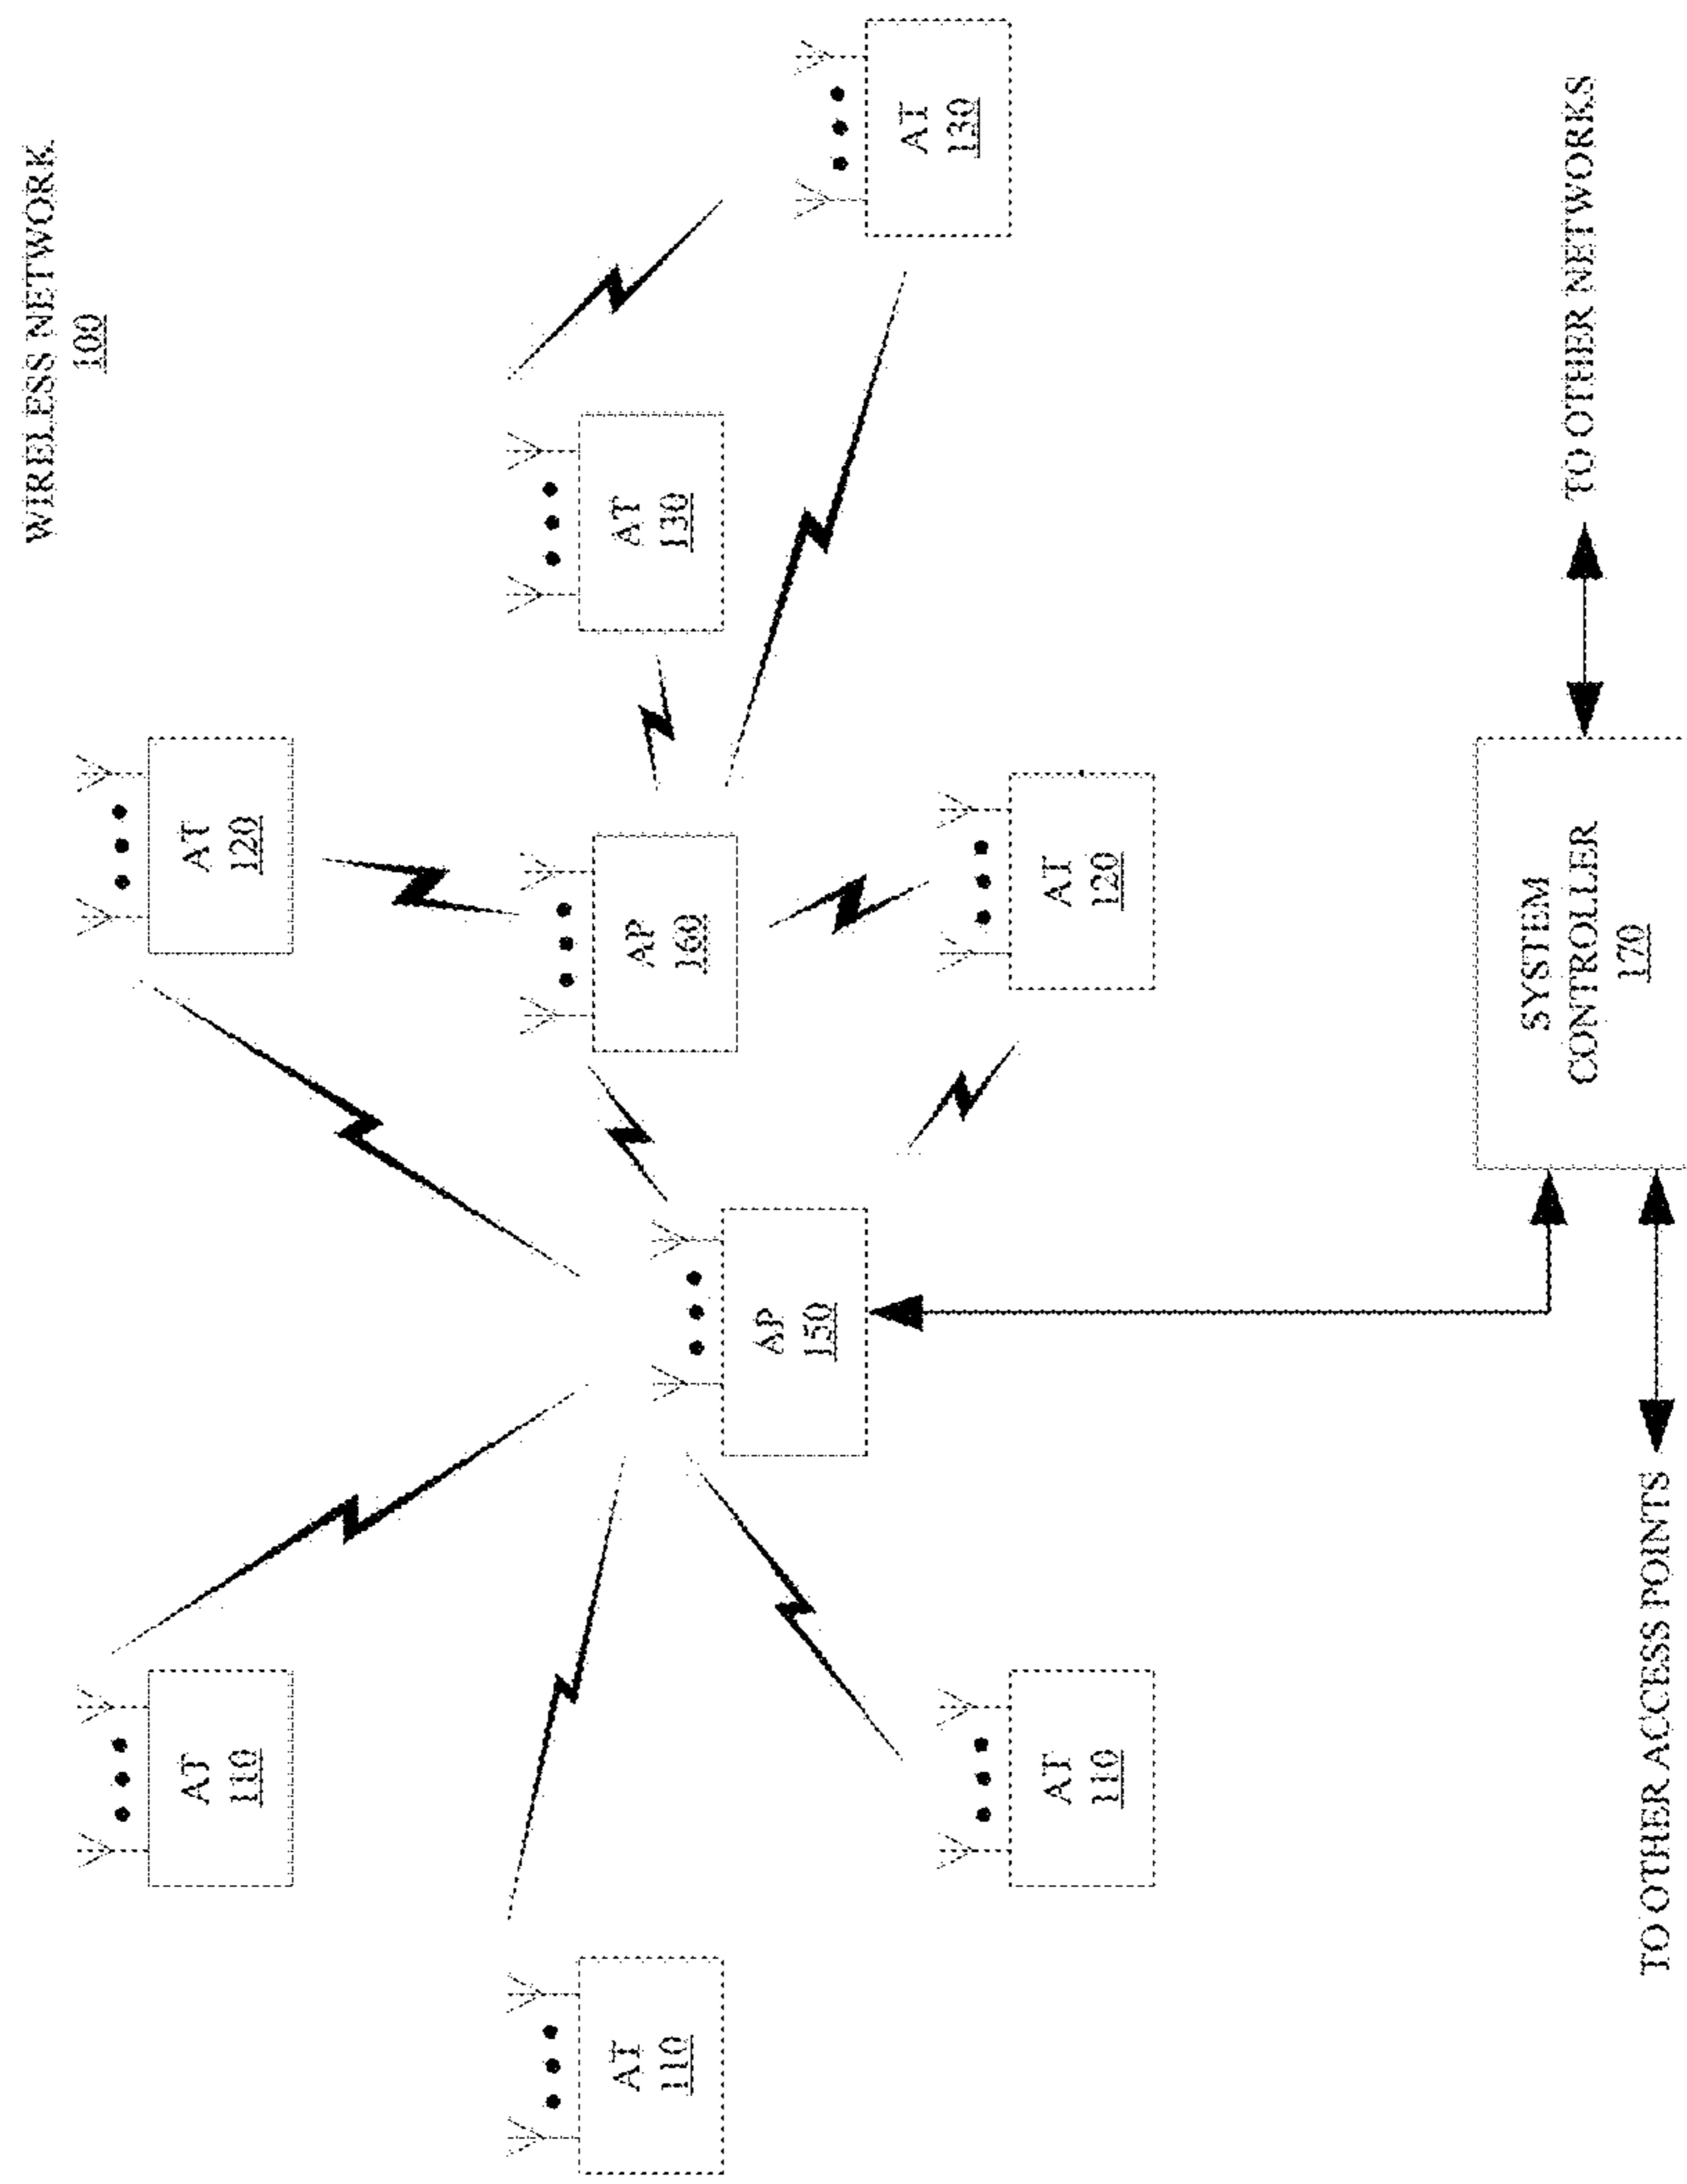 WIRELESS NETWORK
100
AT
110
AT
120
AT
110
AT
130
AP
160
AP
150
AT
130
AT
110
AT
120
SYSTEM
CONTROLLER
170
TO OTHER NETWORKS
TO OTHER ACCESS POINTS